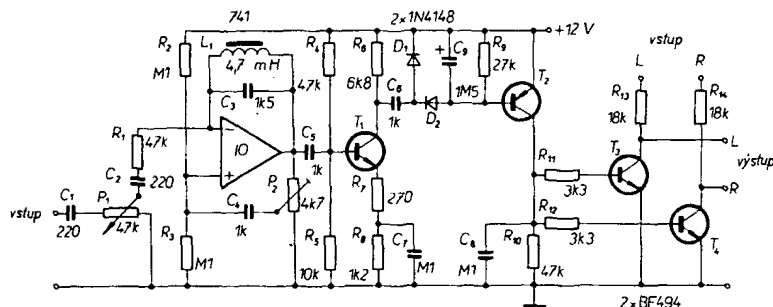 741
2×1N4148
+12 V
R₂
M1
L₁
4,7 mH
C₃
1k5
R₄
47k
R₆
6k8
D₁
C₉
+
1M5
R₉
27k
T₂
L
vstup
R
R₁₃
18k
R₁₄
18k
R₁
47k
C₂
220
C₁
220
P₁
47k
vstup
IO
−
+
C₅
1k
C₄
1k
P₂
4k7
T₁
C₆
1k
D₂
R₇
270
R₁₁
3k3
R₁₂
3k3
T₃
T₄
L
výstup
R
R₃
M1
R₅
10k
R₈
1k2
C₇
M1
C₈
M1
R₁₀
47k
2×BF494